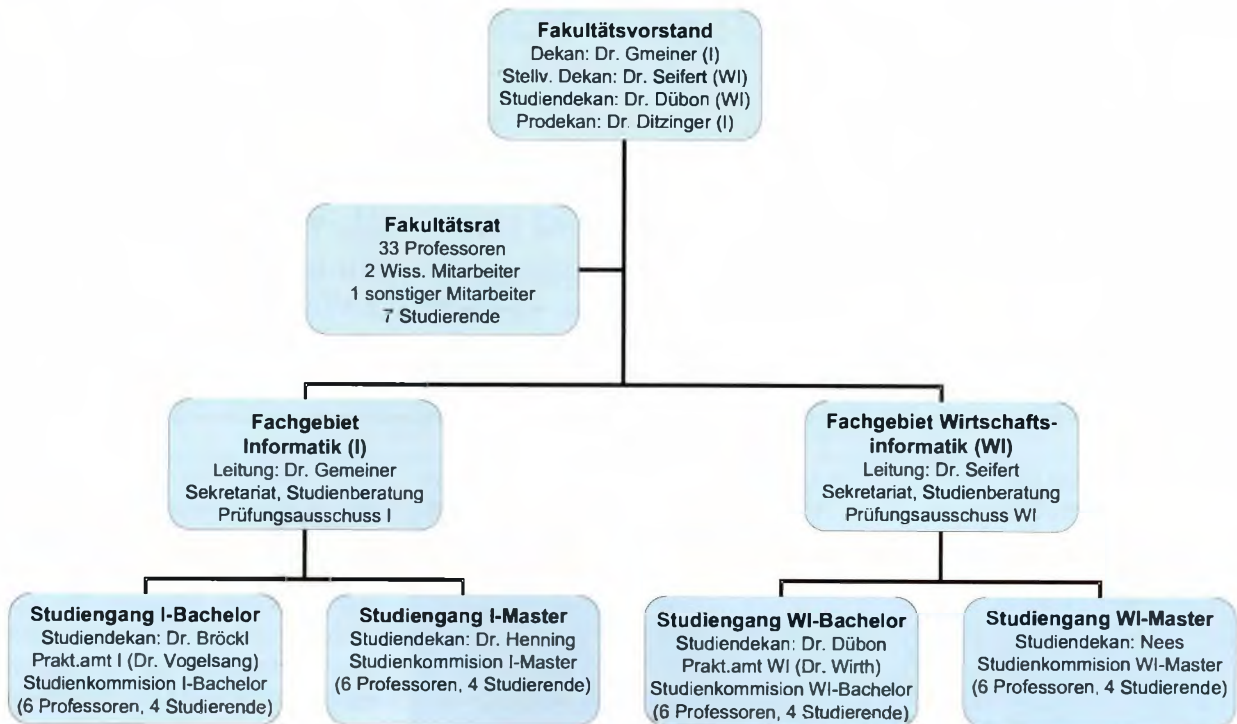 Fakultätsvorstand
Dekan: Dr. Gmeiner (I)
Stellv. Dekan: Dr. Seifert (WI)
Studiendekan: Dr. Dübon (WI)
Prodekan: Dr. Ditzinger (I)
Fakultätsrat
33 Professoren
2 Wiss. Mitarbeiter
1 sonstiger Mitarbeiter
7 Studierende
Fachgebiet
Informatik (I)
Leitung: Dr. Gemeiner
Sekretariat, Studienberatung
Prüfungsausschuss I
Fachgebiet Wirtschafts-
informatik (WI)
Leitung: Dr. Seifert
Sekretariat, Studienberatung
Prüfungsausschuss WI
Studiengang I-Bachelor
Studiendekan: Dr. Bröckl
Prakt.amt I (Dr. Vogelsang)
Studienkommision I-Bachelor
(6 Professoren, 4 Studierende)
Studiengang I-Master
Studiendekan: Dr. Henning
Studienkommision I-Master
(6 Professoren, 4 Studierende)
Studiengang WI-Bachelor
Studiendekan: Dr. Dübon
Prakt.amt WI (Dr. Wirth)
Studienkommision WI-Bachelor
(6 Professoren, 4 Studierende)
Studiengang WI-Master
Studiendekan: Nees
Studienkommision WI-Master
(6 Professoren, 4 Studierende)